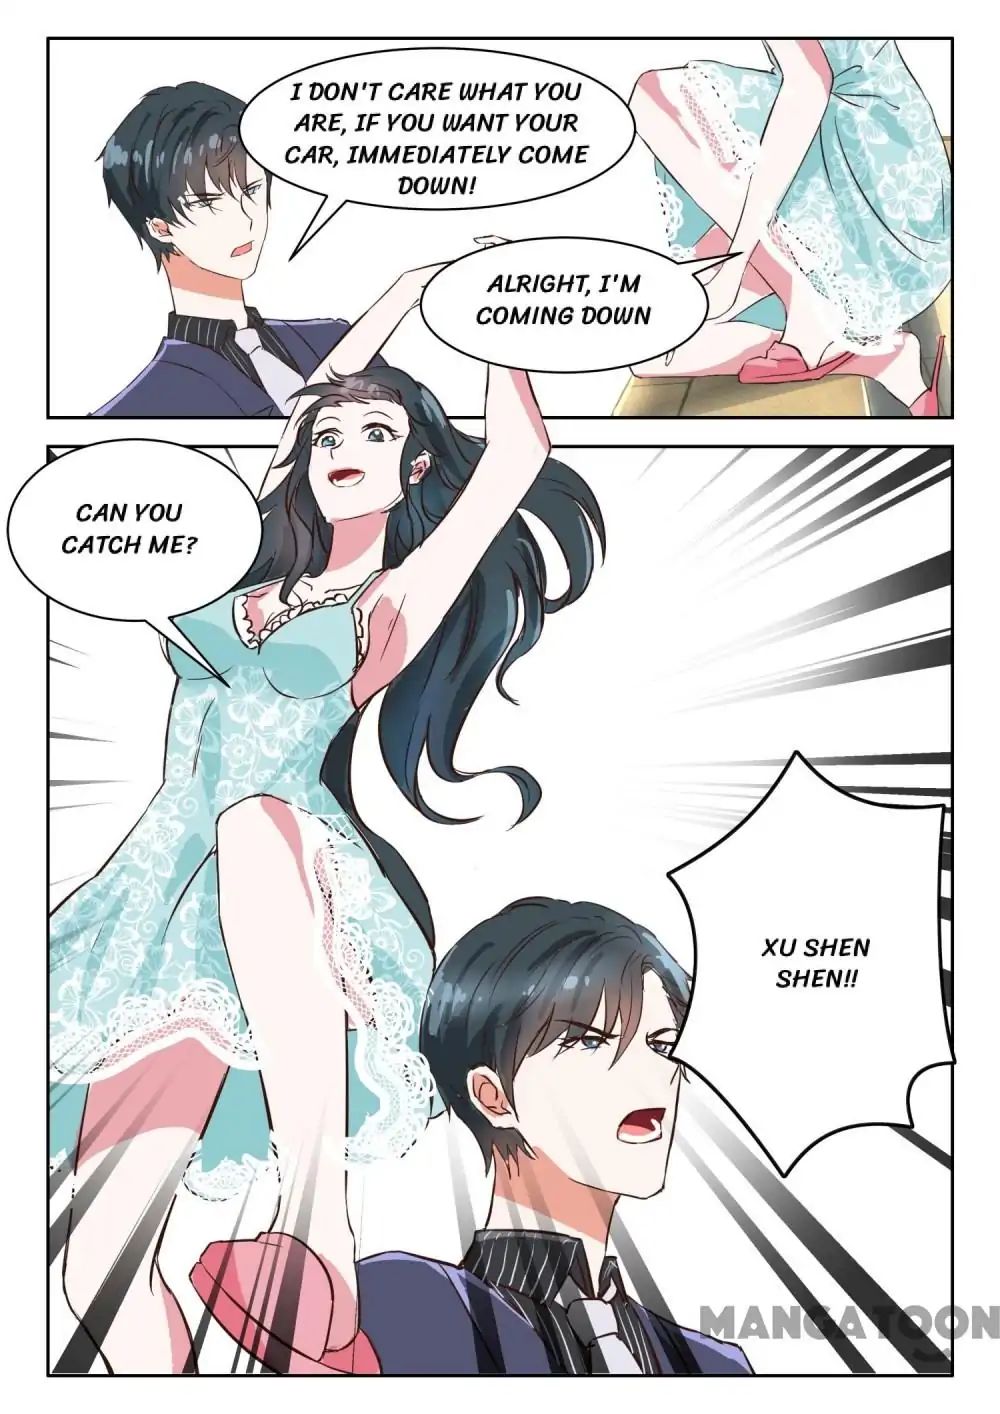 I DON'T CARE WHAT YOU
ARE, IF YOU WANT YOUR
CAR, IMMEDIATELY COME
DOWN!
ALRIGHT, I'M
COMING DOWN
CAN YOU
CATCH ME?
XU SHEN
SHEN!!
MANGATOON